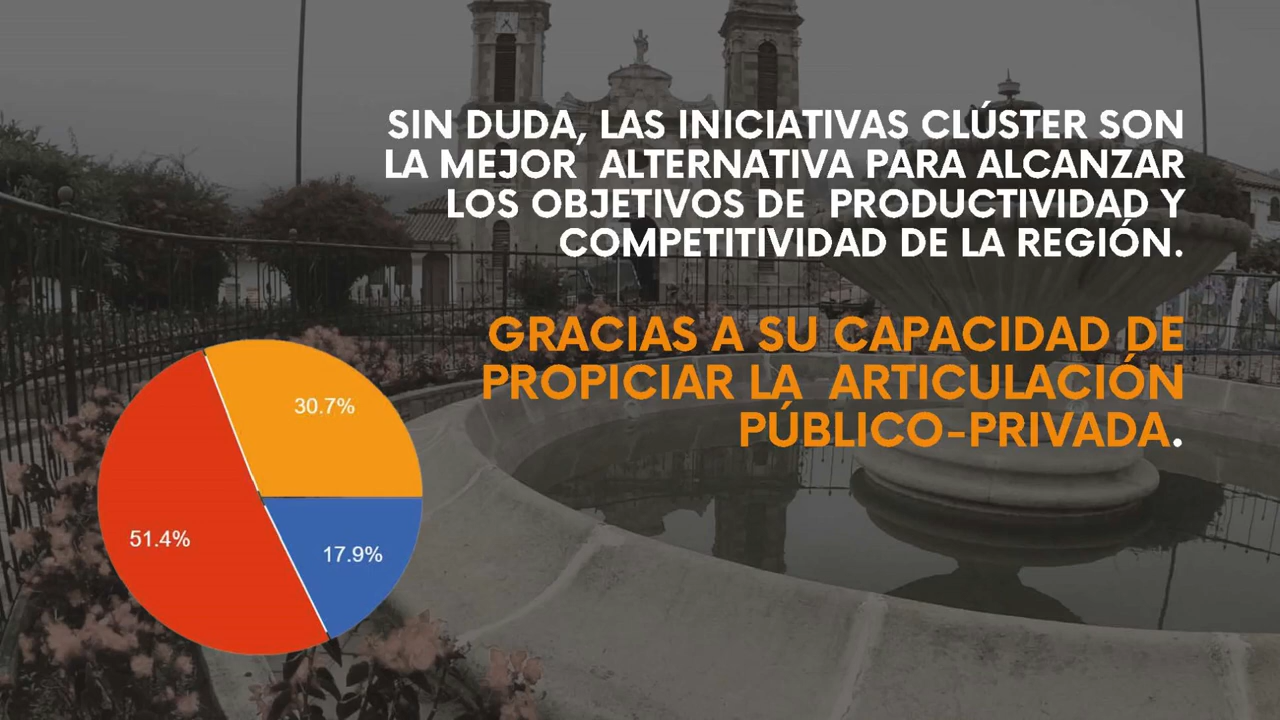 SIN DUDA, LAS INICIATIVAS CLÚSTER SON
LA MEJOR ALTERNATIVA PARA ALCANZAR
LOS OBJETIVOS DE PRODUCTIVIDAD Y
COMPETITIVIDAD DE LA REGIÓN.
GRACIAS A SU CAPACIDAD DE
PROPICIAR LA ARTICULACIÓN
PÚBLICO-PRIVADA.
30.7%
51.4%
17.9%